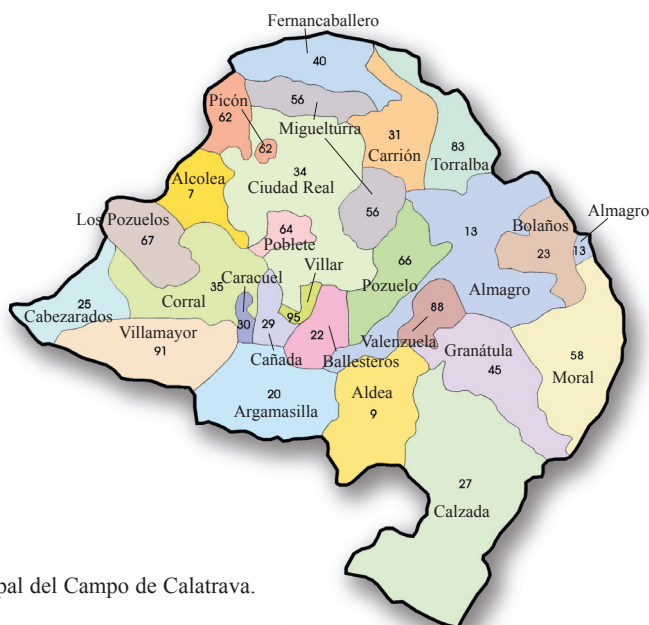 Fernancaballero
40
Picón
62
56
Miguelturra
62
31
Carrión
83
Torralba
Alcolea
7
34
Ciudad Real
56
Los Pozuelos
67
64
Poblete
13
Bolaños
23
Almagro
13
66
Pozuelo
Almagro
35
Corral
Caracuel
30
Villar
95
29
Cañada
22
Ballesteros
88
Valenzuela
25
Cabezarados
Villamayor
91
Granátula
45
58
Moral
20
Argamasilla
Aldea
9
27
Calzada
pal del Campo de Calatrava.